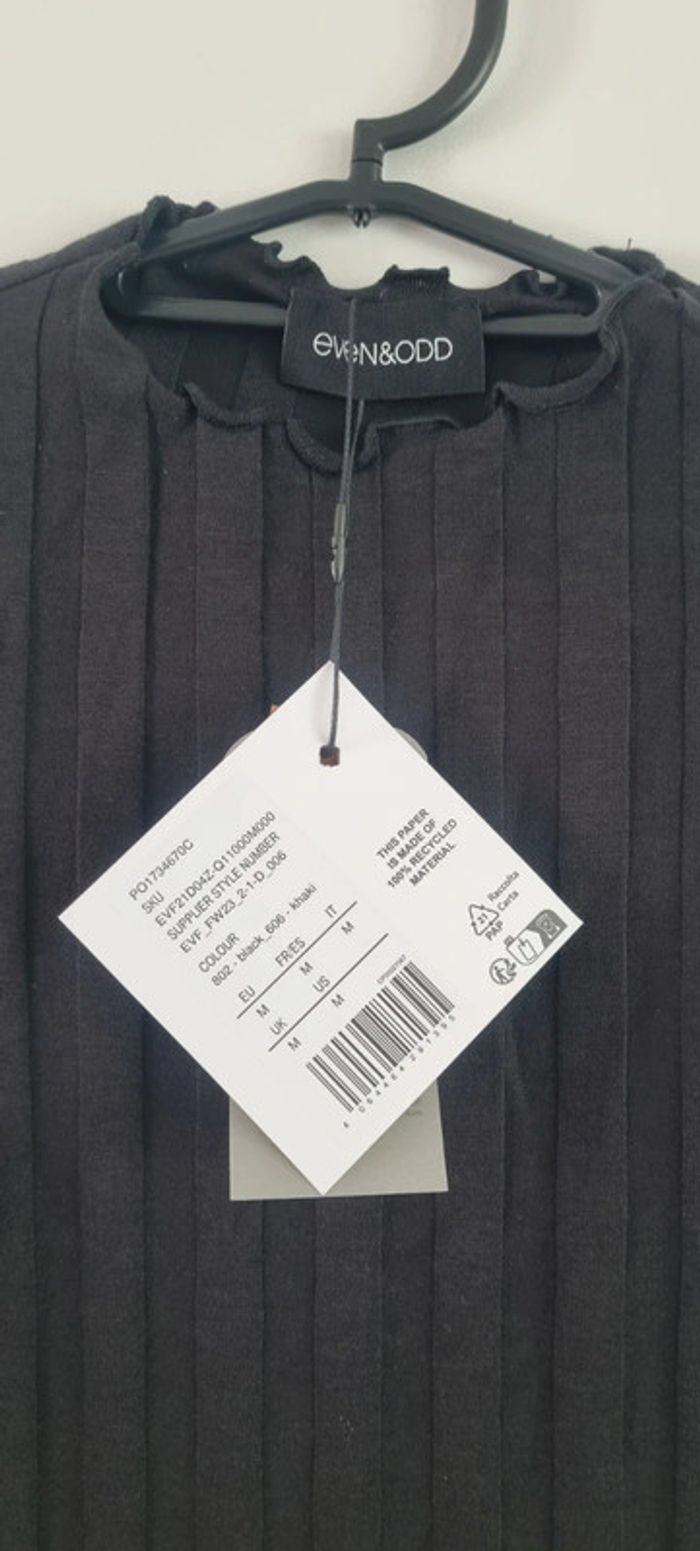 eveN&ODD
PO1734670C
SKU
EVF21D04Z-Q11000M000
SUPPLIER STYLE NUMBER
EVF_FW23_2-1-D_006
COLOUR
802 - black_606 - khaki
EU FR/ES IT
M M M
UK US
M M
THIS PAPER
IS MADE OF
100% RECYCLED
MATERIAL
21
PAP
Raccolta
Carta